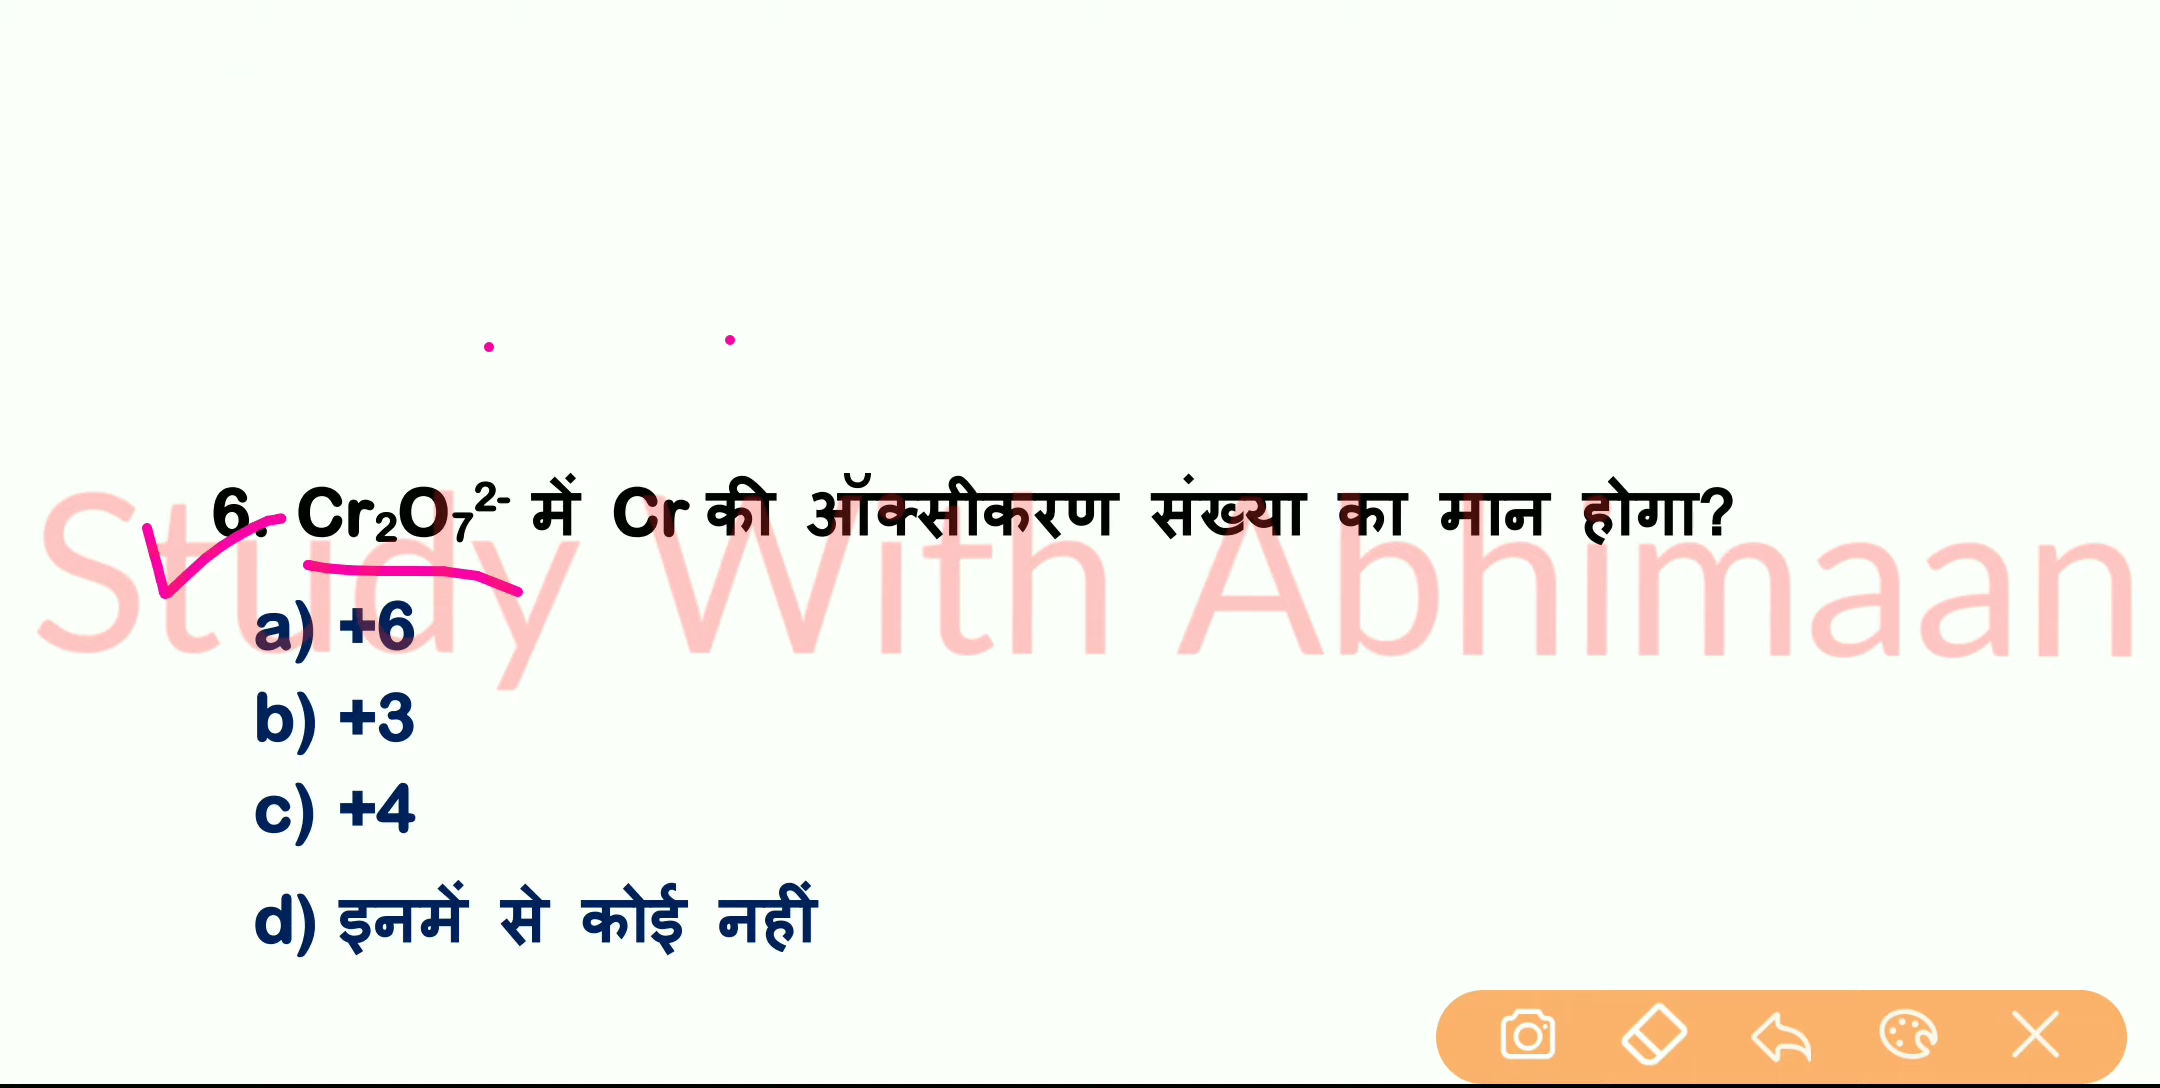 6. Cr₂O₇²⁻ में Cr की ऑक्सीकरण संख्या का मान होगा?
Study With Abhimaan
a) +6
b) +3
c) +4
d) इनमें से कोई नहीं